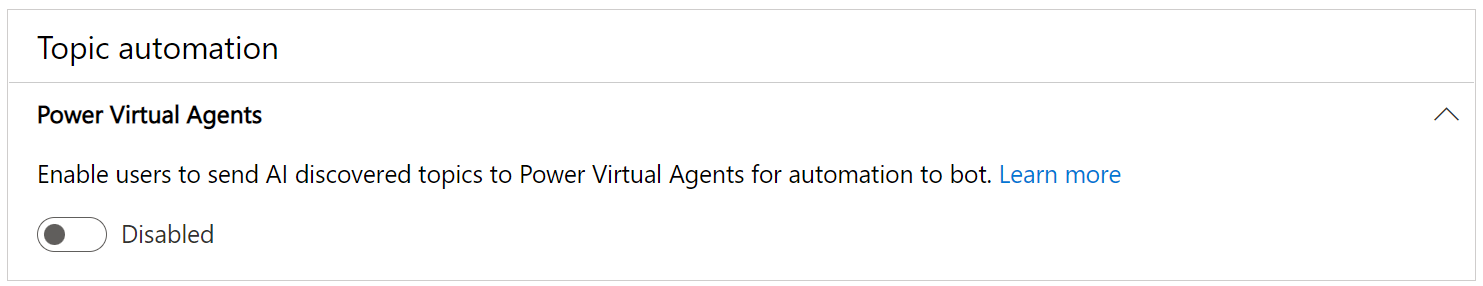 Topic automation
Power Virtual Agents
Enable users to send AI discovered topics to Power Virtual Agents for automation to bot. Learn more
Disabled